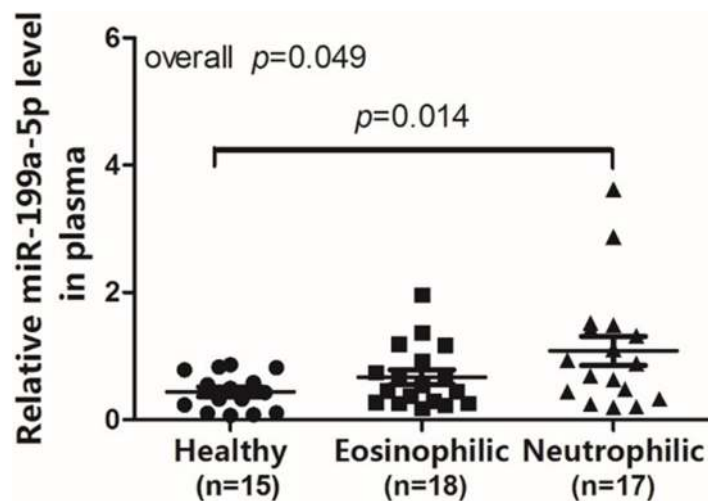 6
overall p=0.049
p=0.014
4
2
0
Relative miR-199a-5p level
in plasma
Healthy Eosinophilic Neutrophilic
(n=15) (n=18) (n=17)